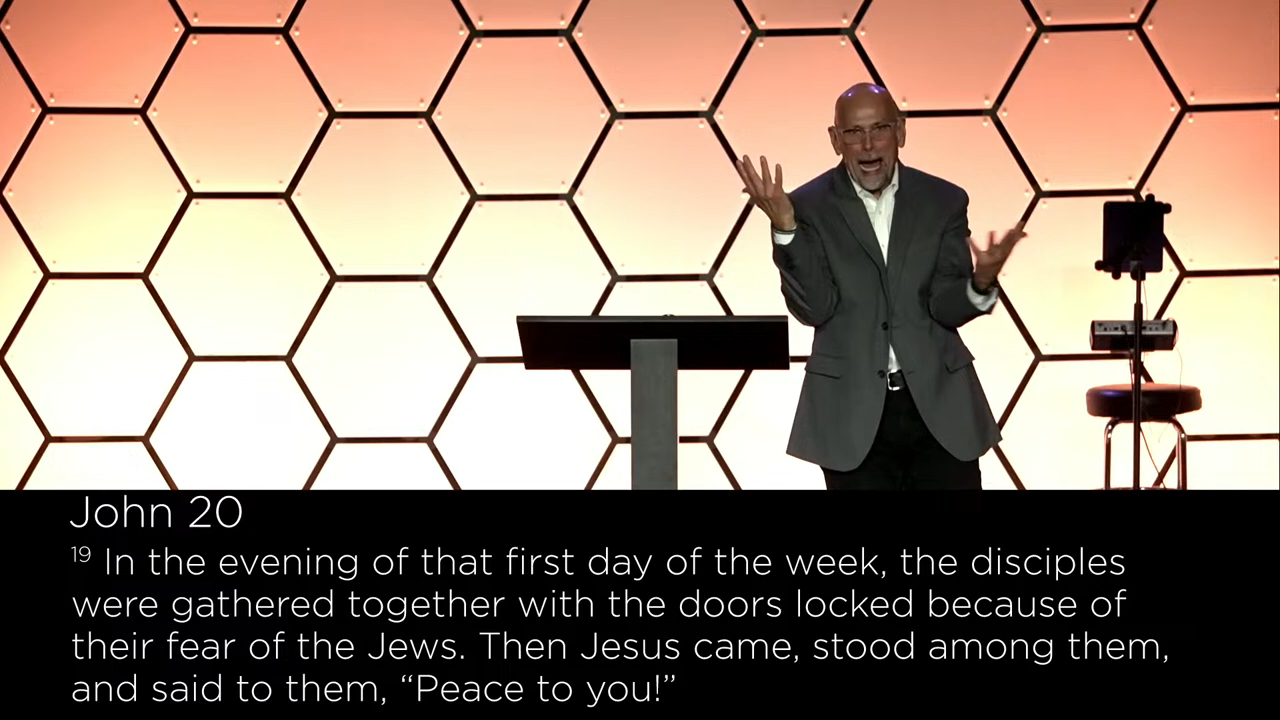 John 20
19 In the evening of that first day of the week, the disciples
were gathered together with the doors locked because of
their fear of the Jews. Then Jesus came, stood among them,
and said to them, “Peace to you!”